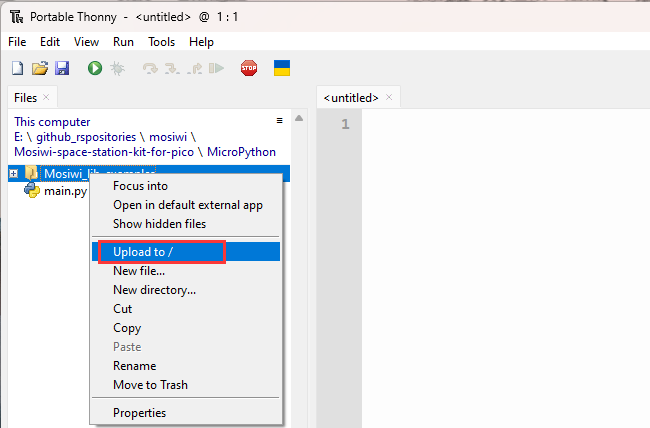 Portable Thonny - <untitled> @ 1 : 1
File Edit View Run Tools Help
STOP
Files × <untitled> ×
This computer ≡
E: \ github_rspositories \ mosiwi \
Mosiwi-space-station-kit-for-pico \ MicroPython
1
Mosiwi_lib_examples
main.py
Focus into
Open in default external app
Show hidden files
Upload to /
New file...
New directory...
Cut
Copy
Paste
Rename
Move to Trash
Properties